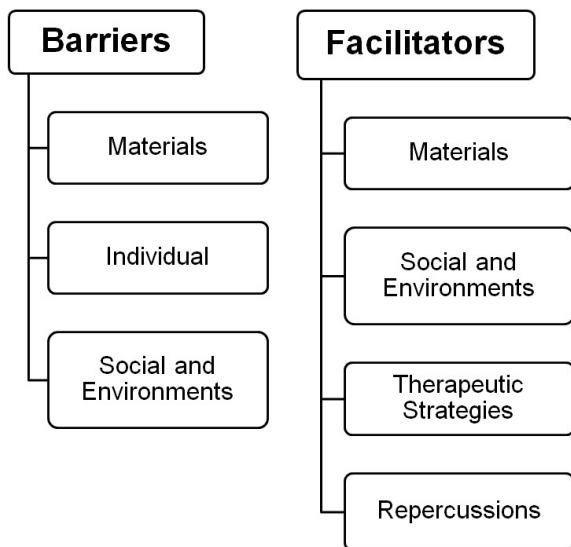 Barriers
Materials
Individual
Social and
Environments
Facilitators
Materials
Social and
Environments
Therapeutic
Strategies
Repercussions